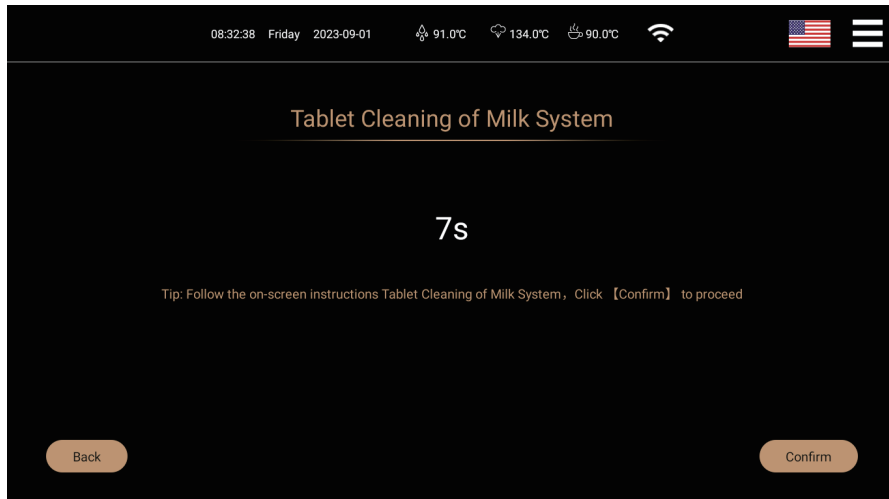 08:32:38 Friday 2023-09-01 91.0℃ 134.0℃ 90.0℃
Tablet Cleaning of Milk System
7s
Tip: Follow the on-screen instructions Tablet Cleaning of Milk System，Click 【Confirm】 to proceed
Back Confirm